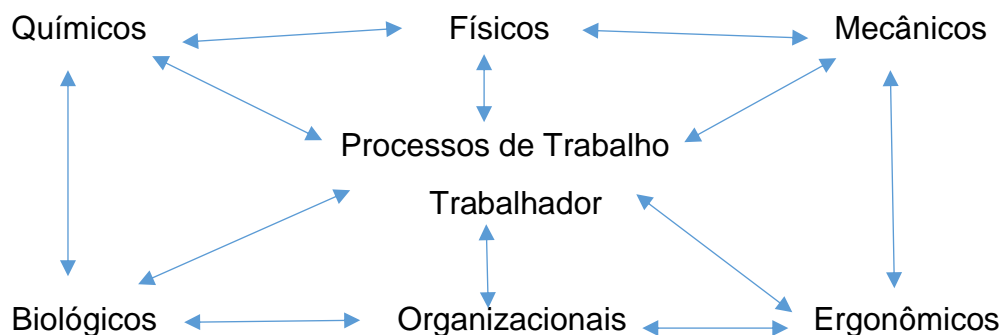 Químicos Físicos Mecânicos
Processos de Trabalho
Trabalhador
Biológicos Organizacionais Ergonômicos